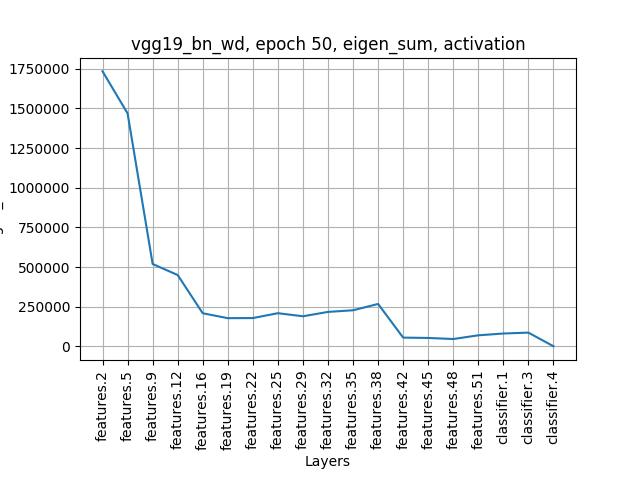 vgg19_bn_wd, epoch 50, eigen_sum, activation
1750000
1500000
1250000
1000000
750000
500000
250000
0
features.2
features.5
features.9
features.12
features.16
features.19
features.22
features.25
features.29
features.32
features.35
features.38
features.42
features.45
features.48
features.51
classifier.1
classifier.3
classifier.4
Layers